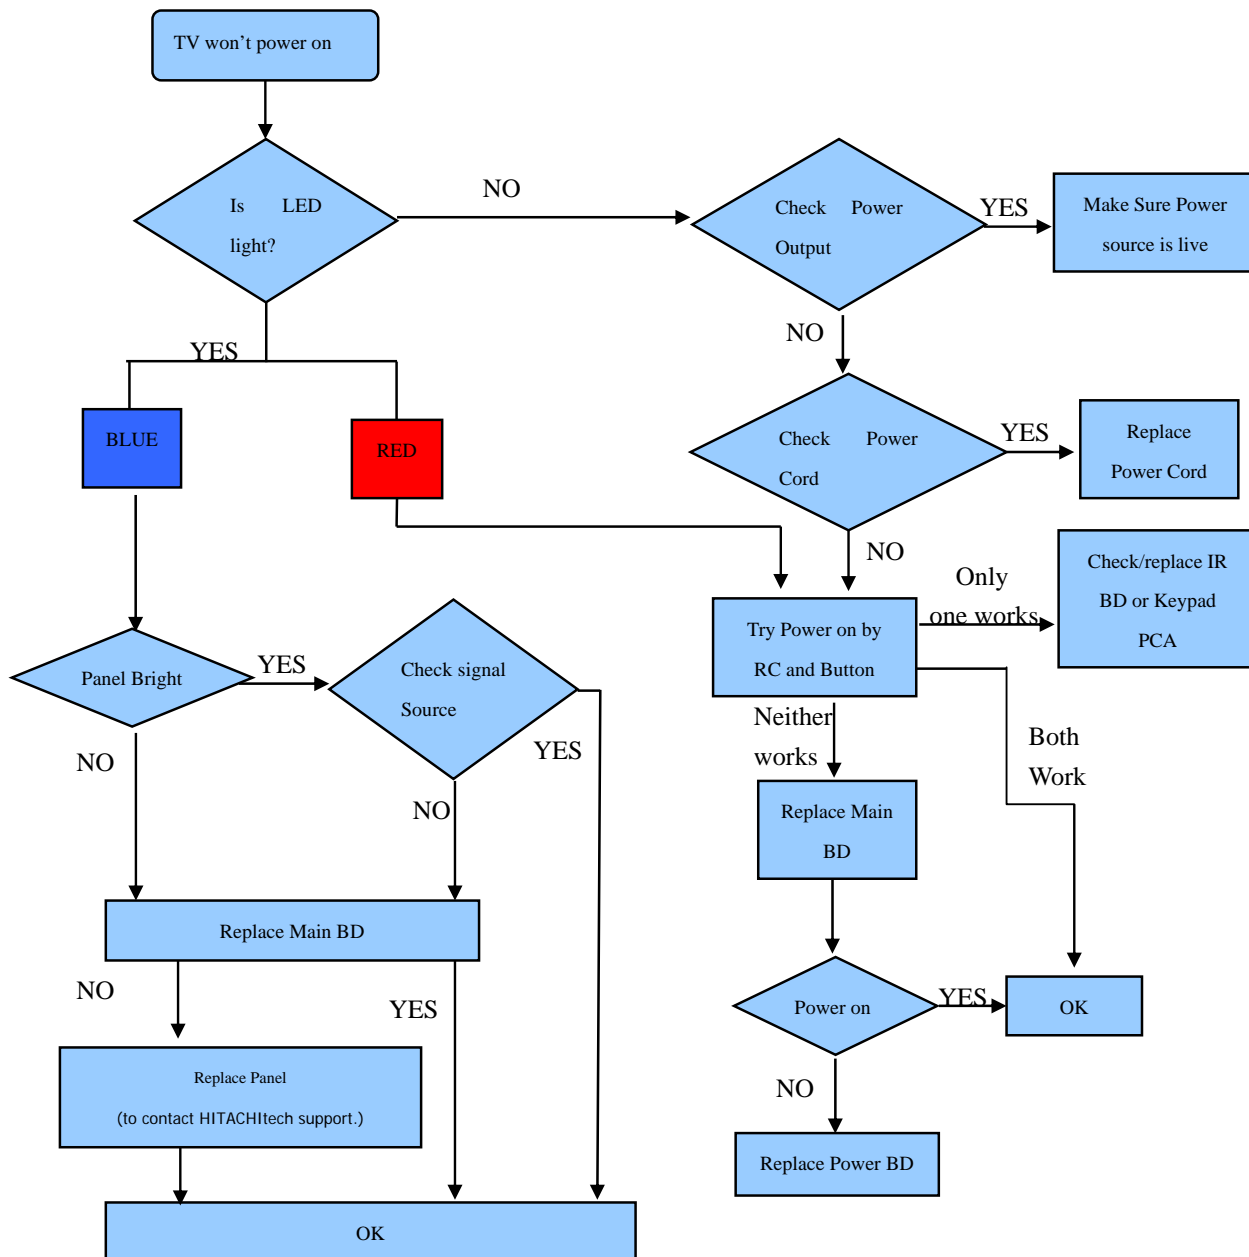 TV won’t power on
Is LED
light?
NO
Check Power
Output
YES
Make Sure Power
source is live
YES
NO
BLUE
RED
Check Power
Cord
YES
Replace
Power Cord
NO
Only
one works
Check/replace IR
BD or Keypad
PCA
Try Power on by
RC and Button
Panel Bright
YES
Check signal
Source
YES
NO
NO
Neither
works
Both
Work
Replace Main
BD
Replace Main BD
NO
YES
Power on
YES
OK
Replace Panel
(to contact HITACHItech support.)
NO
Replace Power BD
OK